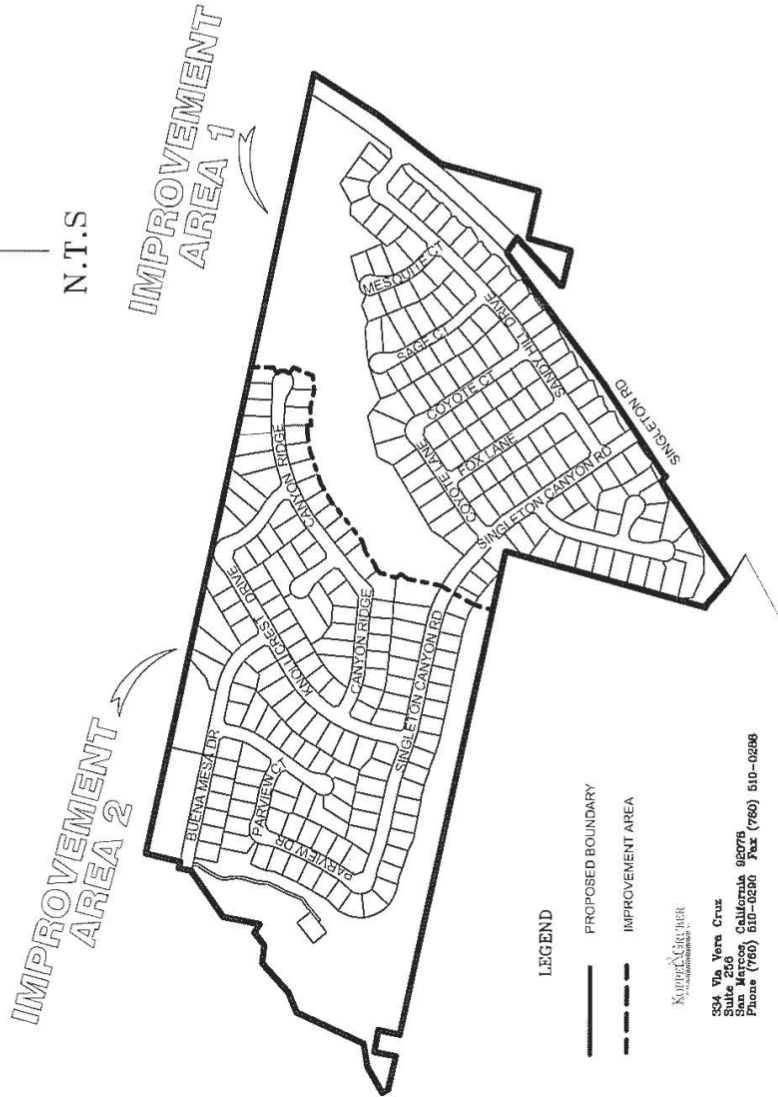 N.T.S
IMPROVEMENT
AREA 1
IMPROVEMENT
AREA 2
MESQUITE CT
SAGE CT
COYOTE CT
SANDY HILL DRIVE
COYOTE LANE
FOX LANE
SINGLETON CANYON RD
SINGLETON RD
CANYON RIDGE
KNOLLCREST DRIVE
CANYON RIDGE
SINGLETON CANYON RD
BUENA MESA DR
PARVIEW CT
PARVIEW DR
LEGEND
PROPOSED BOUNDARY
IMPROVEMENT AREA
KOPPEL & GRUBER
334 Via Vera Cruz
Suite 256
San Marcos, California 92078
Phone (760) 510-0290 Fax (760) 510-0288